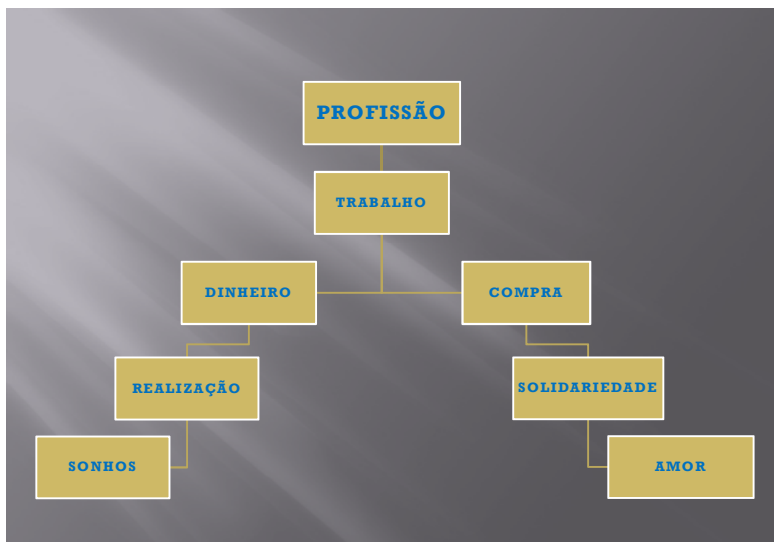 PROFISSÃO
TRABALHO
DINHEIRO
COMPRA
REALIZAÇÃO
SOLIDARIEDADE
SONHOS
AMOR